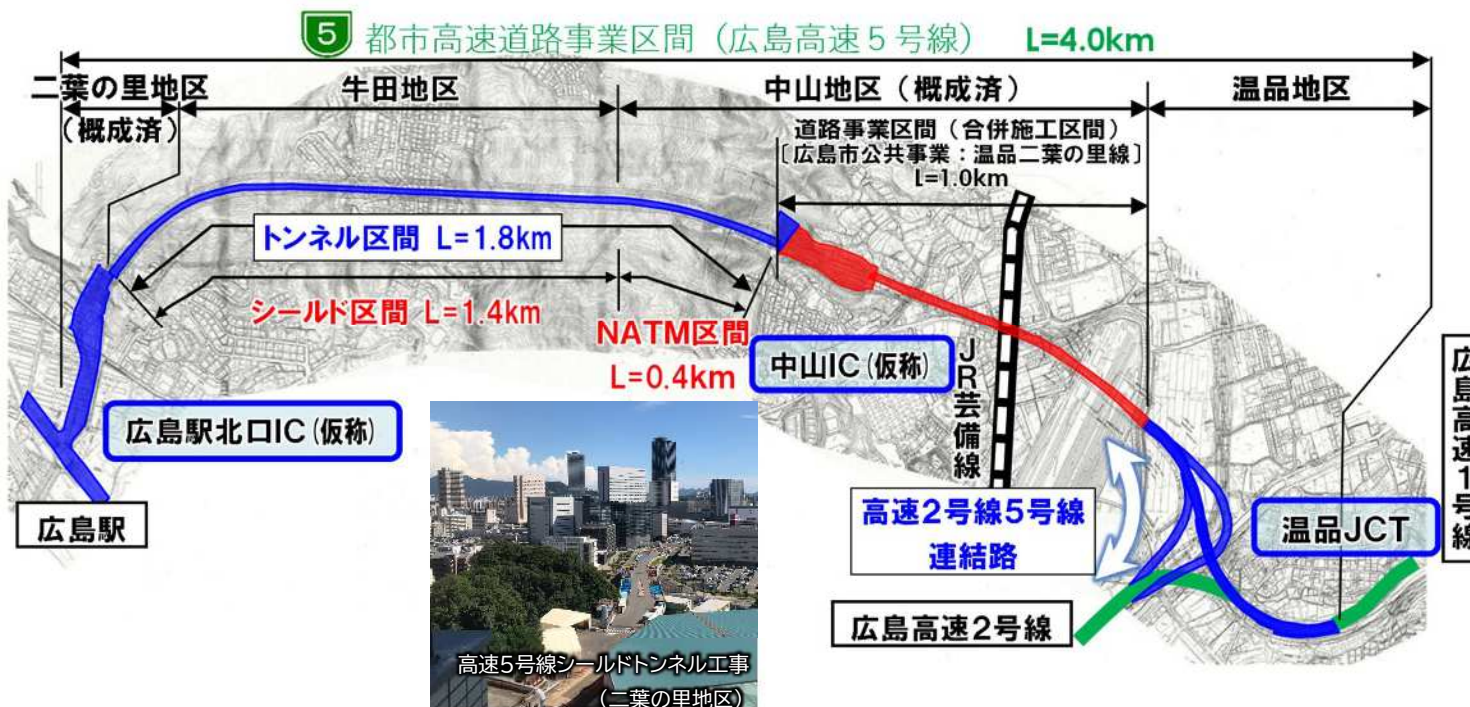 5 都市高速道路事業区間（広島高速5号線） L=4.0km
二葉の里地区
（概成済）
牛田地区
中山地区（概成済）
温品地区
道路事業区間（合併施工区間）
〔広島市公共事業：温品二葉の里線〕
L=1.0km
トンネル区間 L=1.8km
シールド区間 L=1.4km
NATM区間
L=0.4km
中山IC（仮称）
JR芸備線
広島高速1号線
広島駅北口IC（仮称）
広島駅
高速2号線5号線
連結路
温品JCT
広島高速2号線
高速5号線シールドトンネル工事
（二葉の里地区）